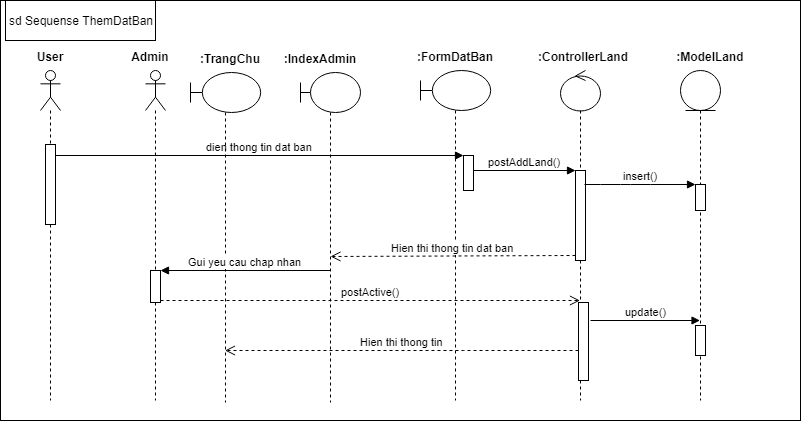 sd Sequense ThemDatBan
User
Admin
:TrangChu
:IndexAdmin
:FormDatBan
:ControllerLand
:ModelLand
dien thong tin dat ban
postAddLand()
insert()
Hien thi thong tin dat ban
Gui yeu cau chap nhan
postActive()
update()
Hien thi thong tin